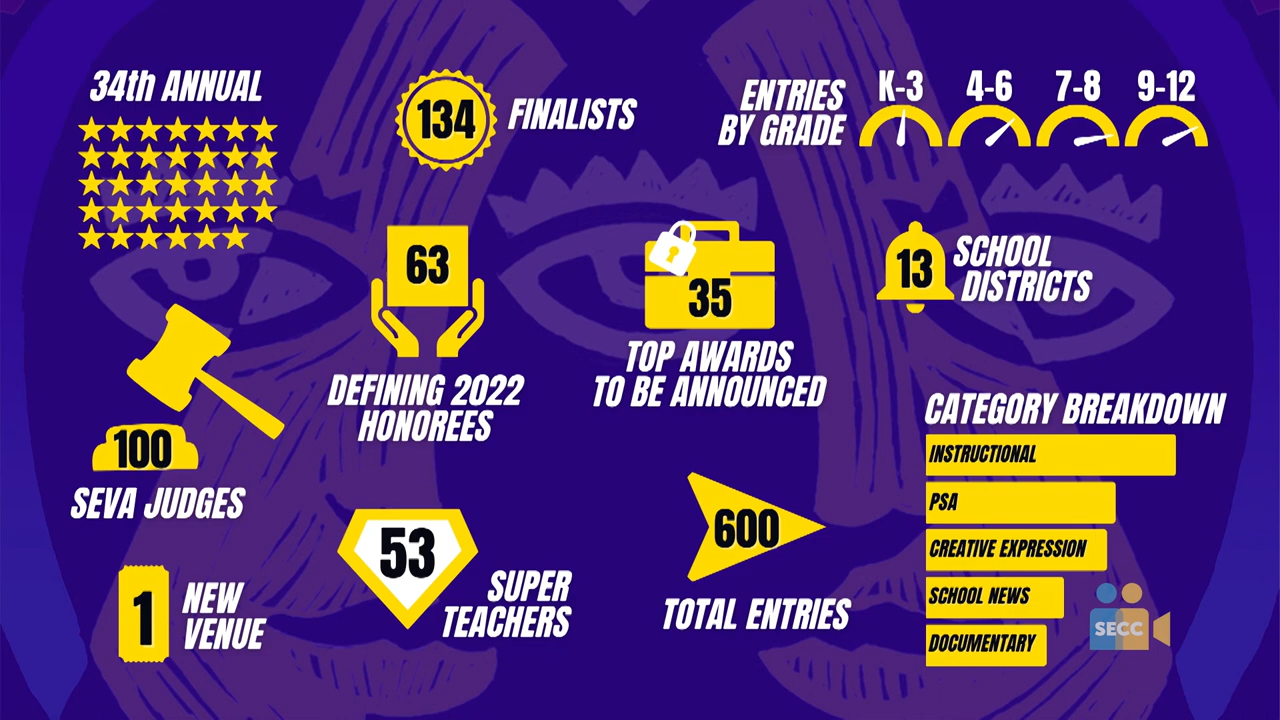 34th ANNUAL
134
FINALISTS
ENTRIES
BY GRADE
K-3
4-6
7-8
9-12
63
DEFINING 2022
HONOREES
35
TOP AWARDS
TO BE ANNOUNCED
13
SCHOOL
DISTRICTS
100
SEVA JUDGES
CATEGORY BREAKDOWN
INSTRUCTIONAL
PSA
CREATIVE EXPRESSION
SCHOOL NEWS
DOCUMENTARY
1
NEW
VENUE
53
SUPER
TEACHERS
600
TOTAL ENTRIES
SECC